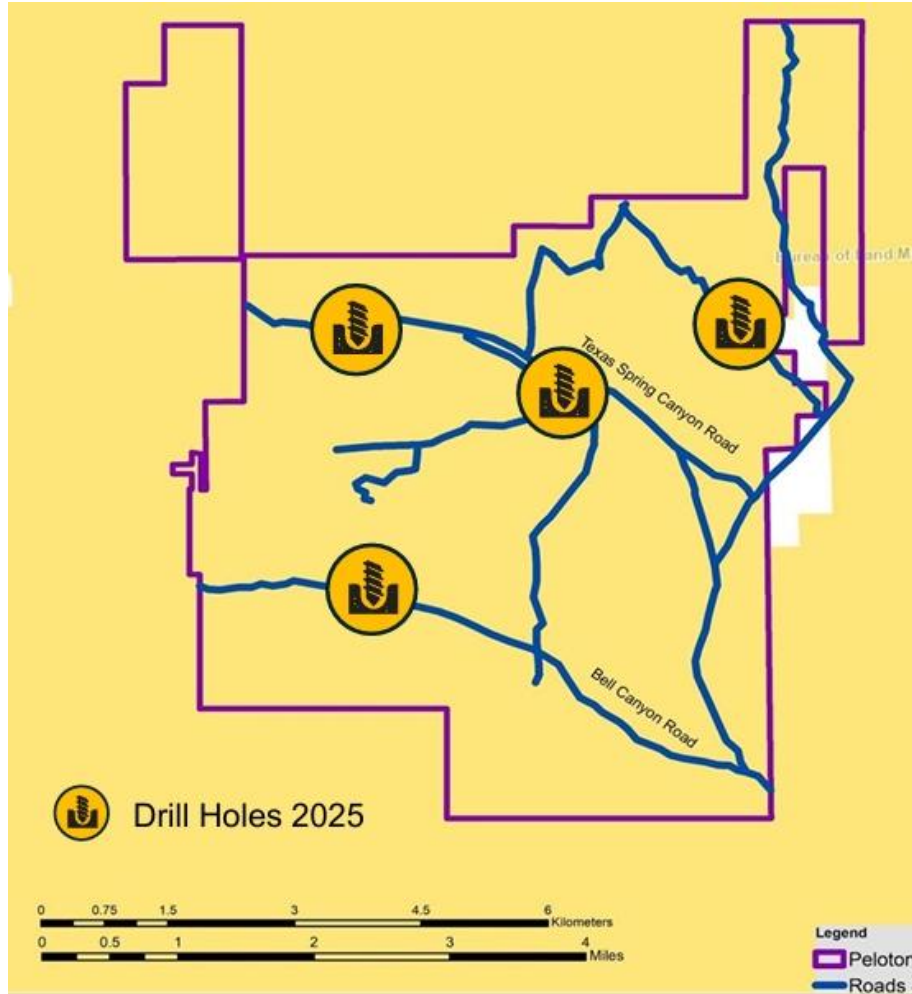 Bureau of Land M
Texas Spring Canyon Road
Bell Canyon Road
Drill Holes 2025
0 0.75 1.5 3 4.5 6
Kilometers
0 0.5 1 2 3 4
Miles
Legend
Peloton
Roads